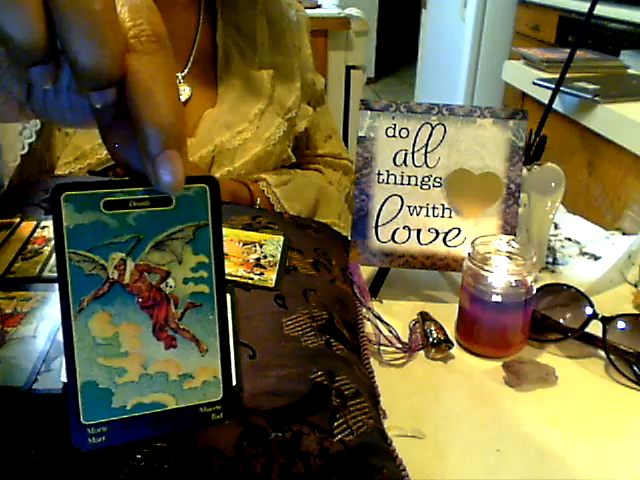 do
all
things
with
love
Death
Morte
Mort
Muerte
Tod